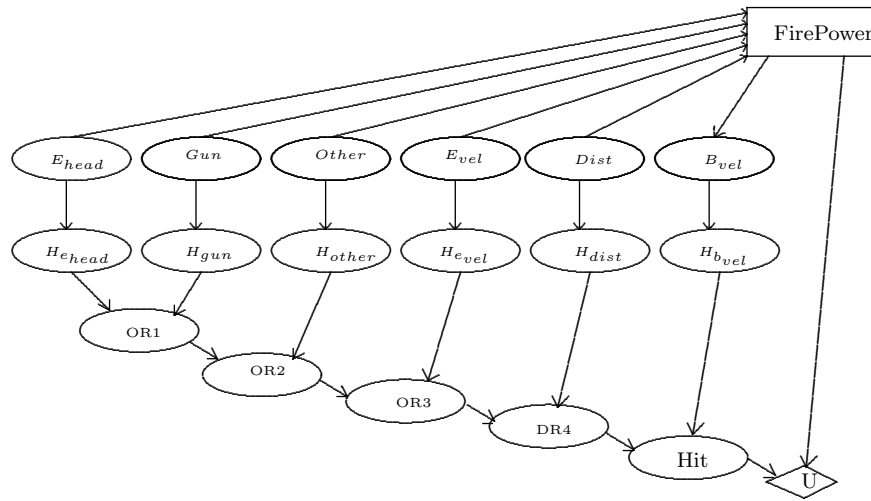 FirePower
E_head Gun Other E_vel Dist B_vel
H_e_head H_gun H_other H_e_vel H_dist H_b_vel
OR1
OR2
OR3
DR4
Hit
U